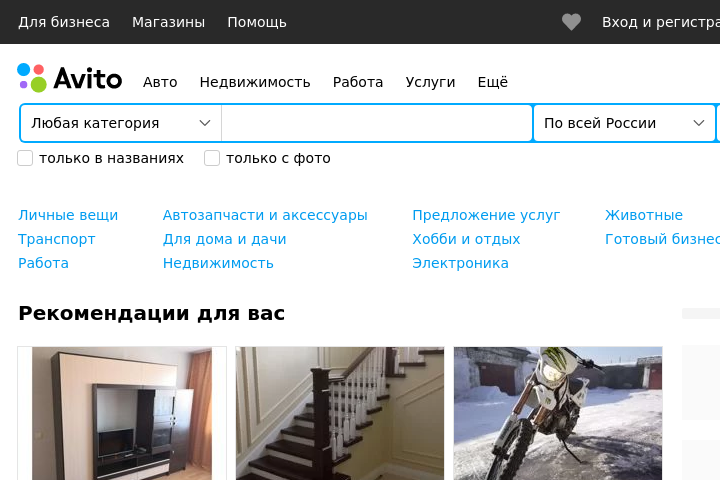 Для бизнеса Магазины Помощь Вход и регистра
Avito Авто Недвижимость Работа Услуги Ещё
Любая категория По всей России
только в названиях только с фото
Личные вещи Автозапчасти и аксессуары Предложение услуг Животные
Транспорт Для дома и дачи Хобби и отдых Готовый бизнес
Работа Недвижимость Электроника
Рекомендации для вас